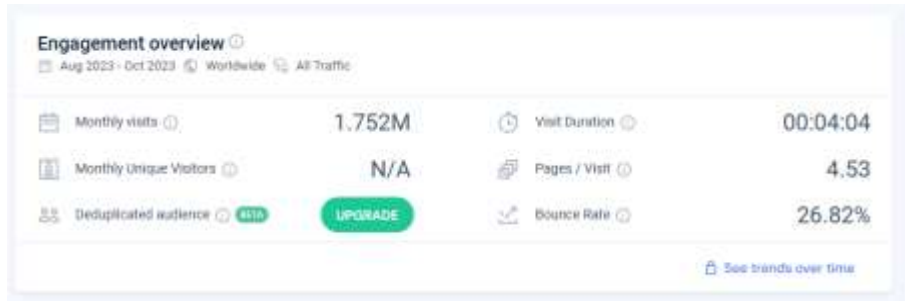 Engagement overview
Aug 2023 - Oct 2023 Worldwide All Traffic
Monthly visits 1.752M
Visit Duration 00:04:04
Monthly Unique Visitors N/A
Pages / Visit 4.53
Deduplicated audience BETA UPGRADE
Bounce Rate 26.82%
See trends over time